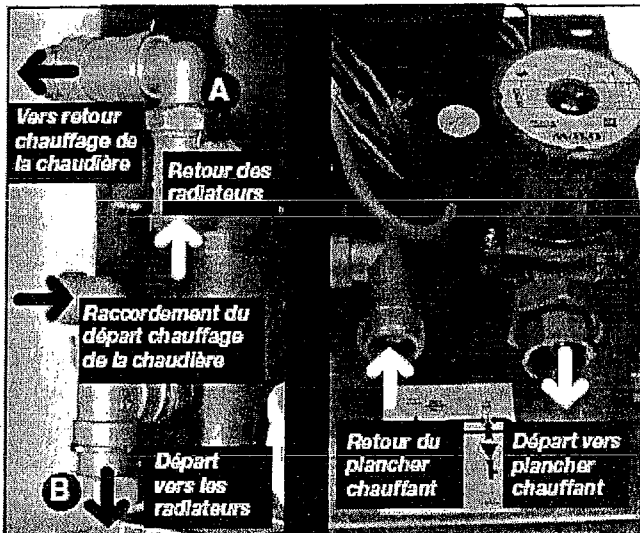 A
Vers retour
chauffage de
la chaudière
Retour des
radiateurs
Raccordement du
départ chauffage
de la chaudière
B
Départ
vers les
radiateurs
Retour du
plancher
chauffant
Départ vers
plancher
chauffant